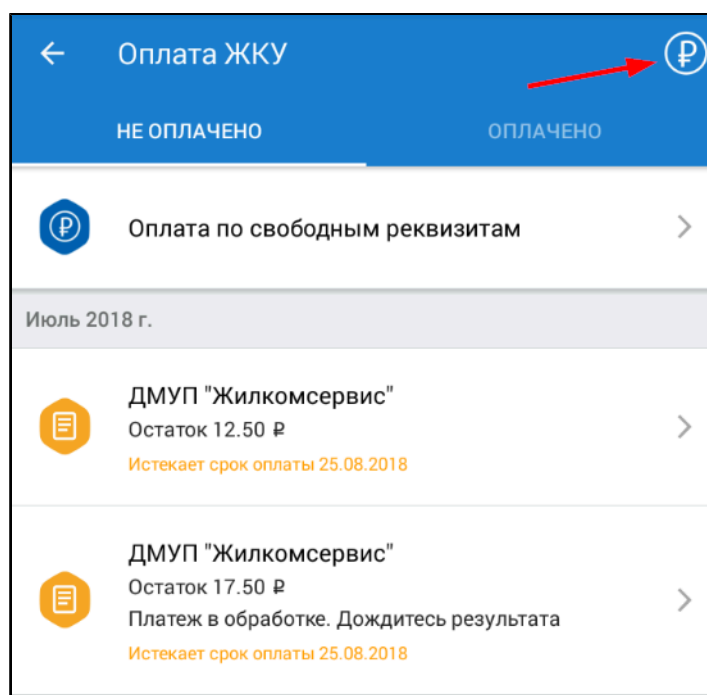 Оплата ЖКУ
НЕ ОПЛАЧЕНО
ОПЛАЧЕНО
Оплата по свободным реквизитам
Июль 2018 г.
ДМУП "Жилкомсервис"
Остаток 12.50 ₽
Истекает срок оплаты 25.08.2018
ДМУП "Жилкомсервис"
Остаток 17.50 ₽
Платеж в обработке. Дождитесь результата
Истекает срок оплаты 25.08.2018